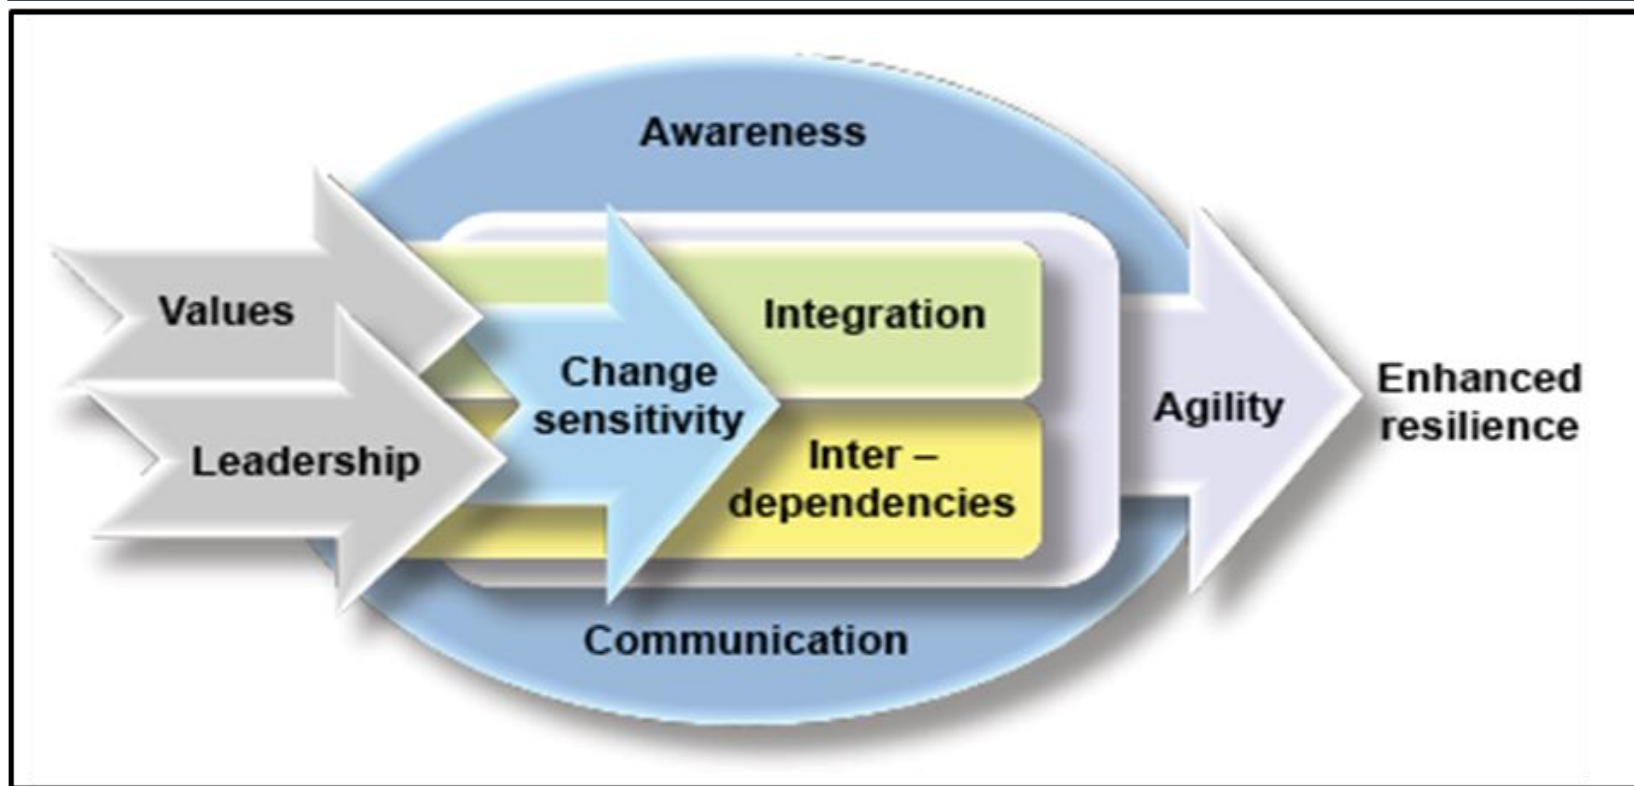 Awareness
Values
Integration
Change
sensitivity
Leadership
Inter –
dependencies
Agility
Enhanced
resilience
Communication